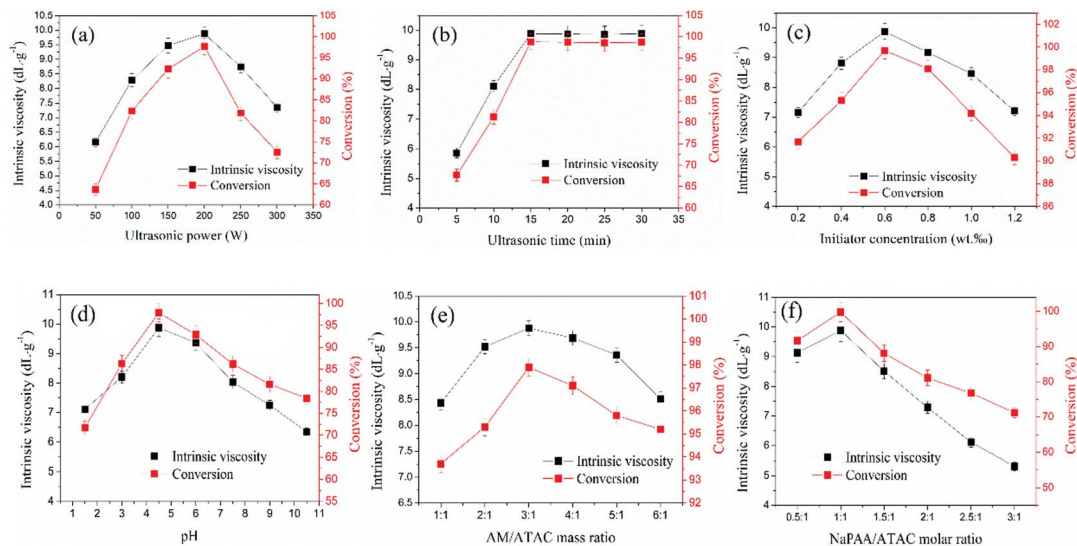 (a)
Intrinsic viscosity (dL·g⁻¹)
10.5
10.0
9.5
9.0
8.5
8.0
7.5
7.0
6.5
6.0
5.5
5.0
4.5
4.0
Intrinsic viscosity
Conversion
100
95
90
85
80
75
70
65
60
Conversion (%)
0 50 100 150 200 250 300 350
Ultrasonic power (W)
(b)
Intrinsic viscosity (dL·g⁻¹)
10
9
8
7
6
5
4
Intrinsic viscosity
Conversion
105
100
95
90
85
80
75
70
65
60
Conversion (%)
0 5 10 15 20 25 30 35
Ultrasonic time (min)
(c)
Intrinsic viscosity (dL·g⁻¹)
10
9
8
7
6
5
4
Intrinsic viscosity
Conversion
102
100
98
96
94
92
90
88
86
Conversion (%)
0.2 0.4 0.6 0.8 1.0 1.2
Initiator concentration (wt.‰)
(d)
Intrinsic viscosity (dL·g⁻¹)
11
10
9
8
7
6
5
4
Intrinsic viscosity
Conversion
100
95
90
85
80
75
70
65
60
55
Conversion (%)
1 2 3 4 5 6 7 8 9 10 11
pH
(e)
Intrinsic viscosity (dL·g⁻¹)
10.5
10.0
9.5
9.0
8.5
8.0
7.5
7.0
6.5
Intrinsic viscosity
Conversion
101
100
99
98
97
96
95
94
93
92
Conversion (%)
1:1 2:1 3:1 4:1 5:1 6:1
AM/ATAC mass ratio
(f)
Intrinsic viscosity (dL·g⁻¹)
11
10
9
8
7
6
5
4
Intrinsic viscosity
Conversion
100
90
80
70
60
50
Conversion (%)
0.5:1 1:1 1.5:1 2:1 2.5:1 3:1
NaPAA/ATAC molar ratio